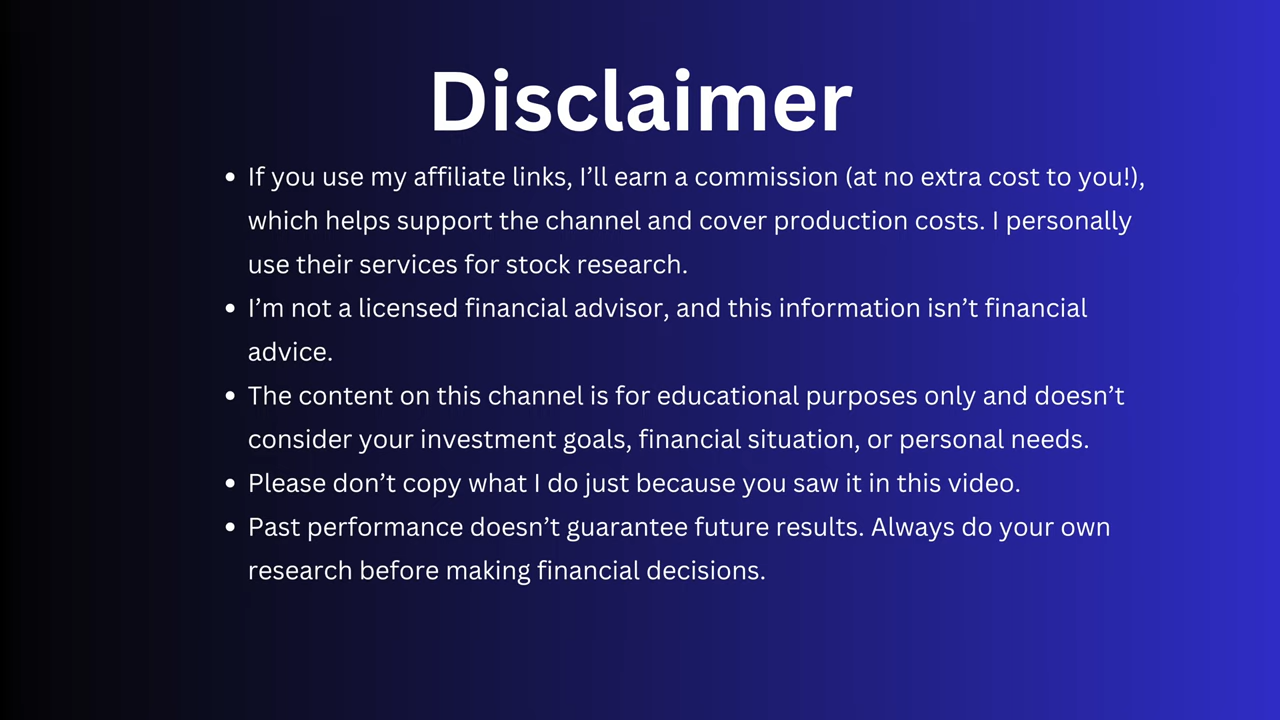 Disclaimer
• If you use my affiliate links, I’ll earn a commission (at no extra cost to you!),
which helps support the channel and cover production costs. I personally
use their services for stock research.
• I’m not a licensed financial advisor, and this information isn’t financial
advice.
• The content on this channel is for educational purposes only and doesn’t
consider your investment goals, financial situation, or personal needs.
• Please don’t copy what I do just because you saw it in this video.
• Past performance doesn’t guarantee future results. Always do your own
research before making financial decisions.